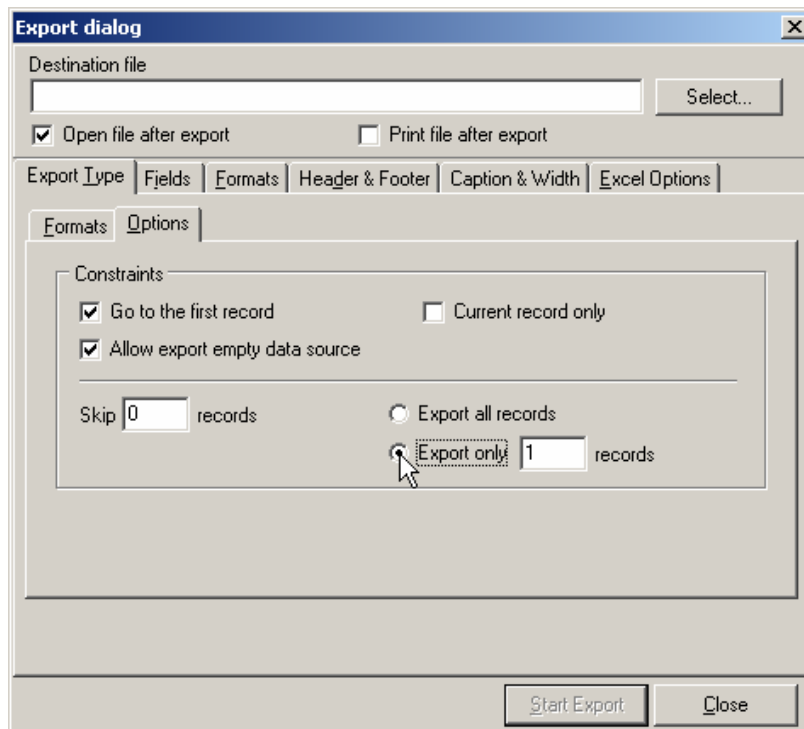 Export dialog
Destination file
Select...
Open file after export Print file after export
Export Type Fields Formats Header & Footer Caption & Width Excel Options
Formats Options
Constraints
Go to the first record Current record only
Allow export empty data source
Skip 0 records Export all records
Export only 1 records
Start Export Close